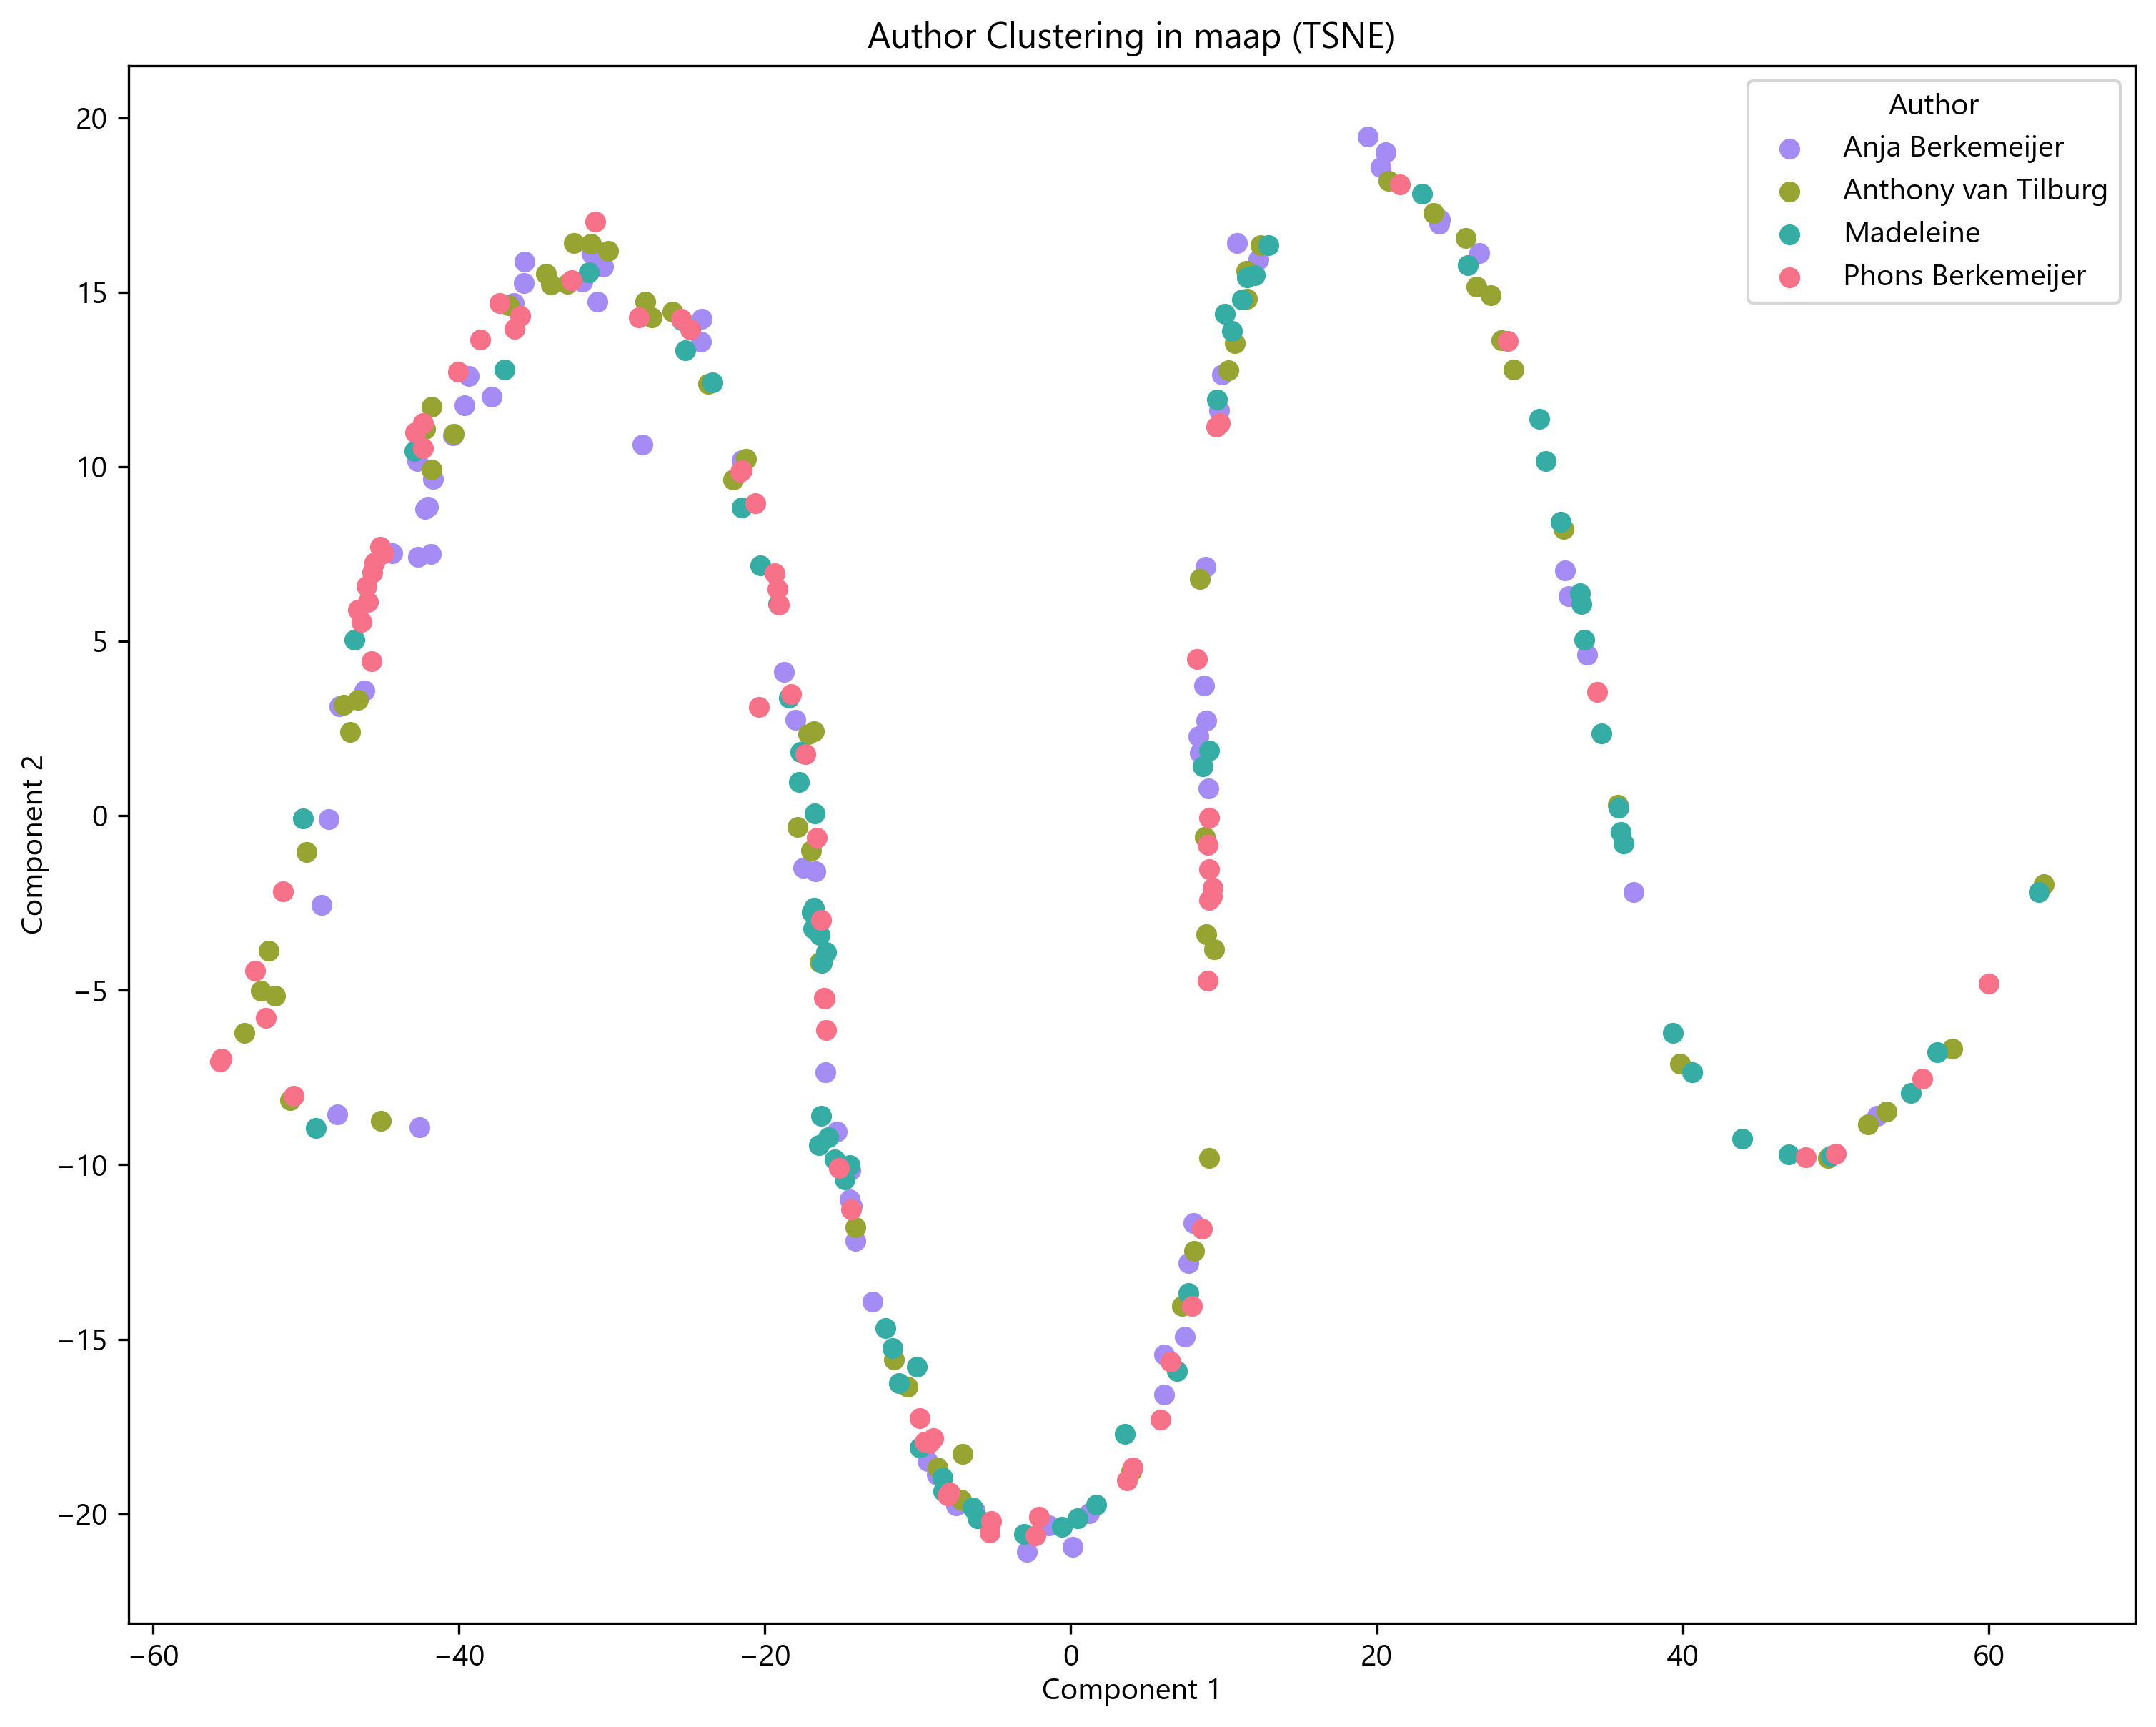 Author Clustering in maap (TSNE)
Author
Anja Berkemeijer
Anthony van Tilburg
Madeleine
Phons Berkemeijer
20
15
10
5
0
−5
−10
−15
−20
Component 2
−60 −40 −20 0 20 40 60
Component 1